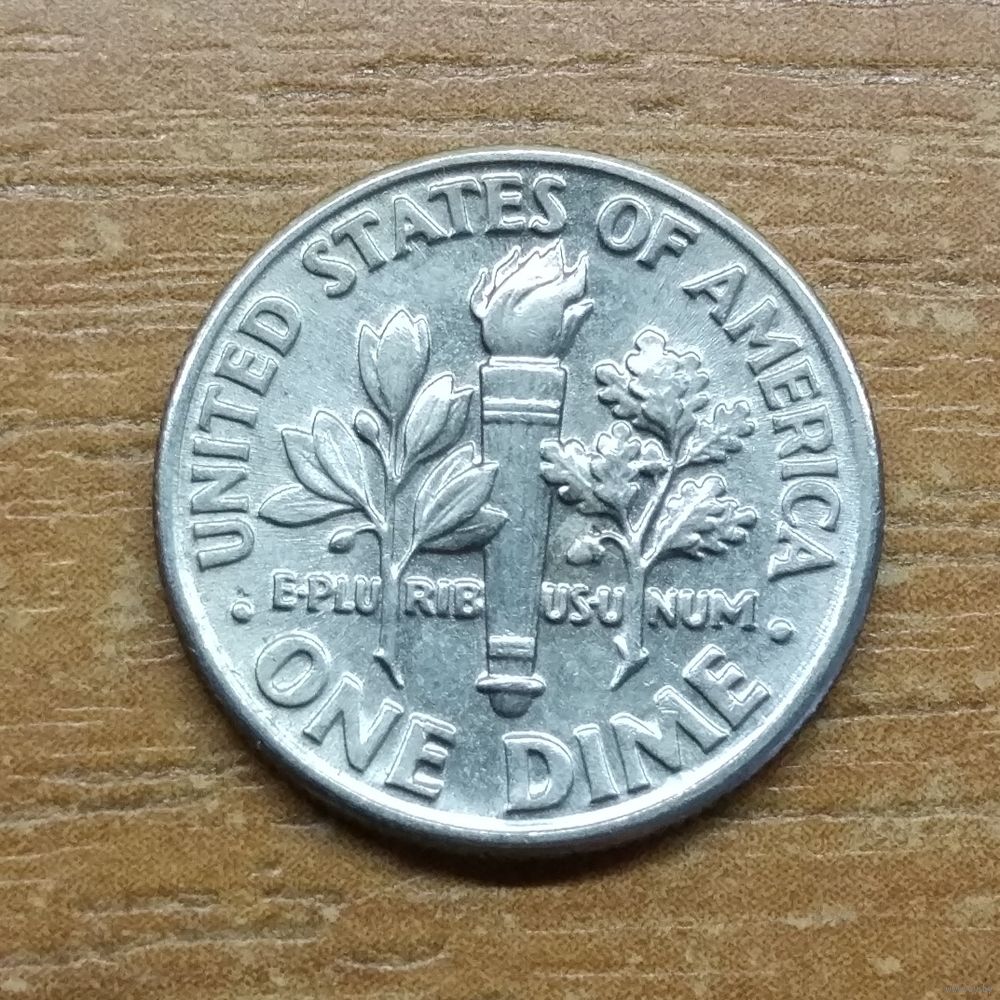 UNITED STATES OF AMERICA
E·PLU RIB US·U NUM
· ONE DIME ·